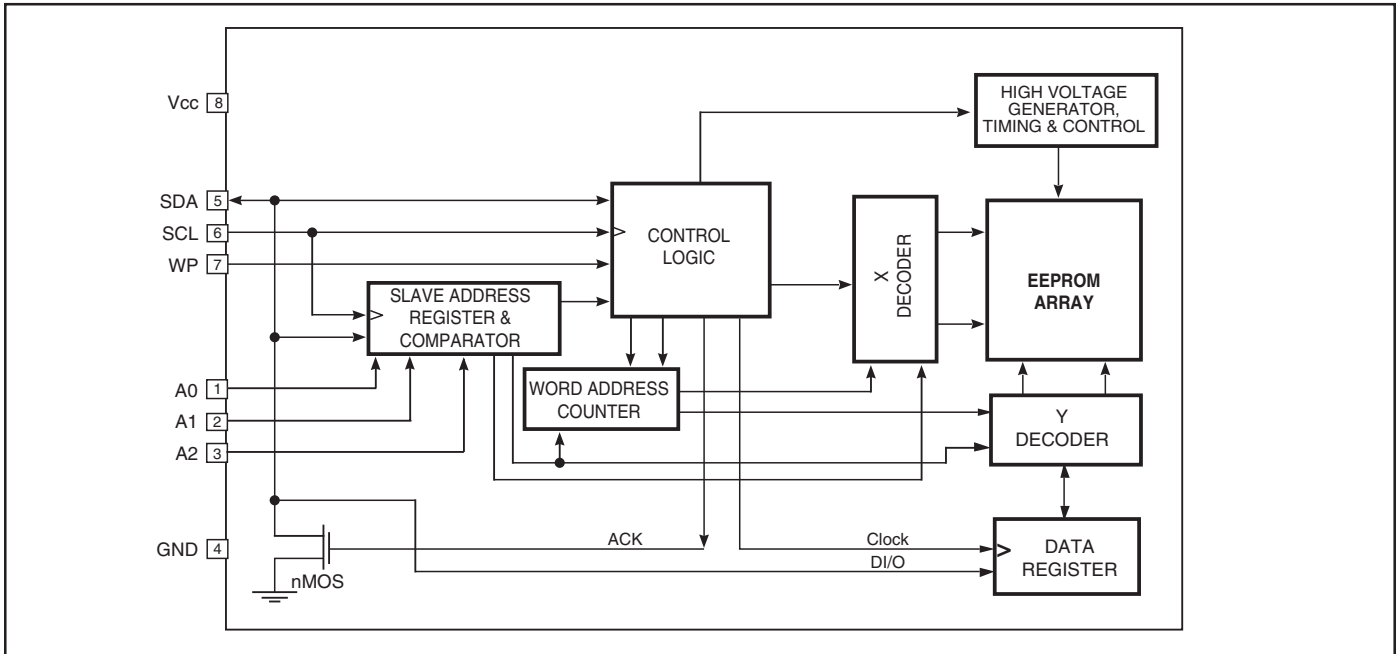 Vcc 8
SDA 5
SCL 6
WP 7
A0 1
A1 2
A2 3
GND 4
HIGH VOLTAGE
GENERATOR,
TIMING & CONTROL
CONTROL
LOGIC
SLAVE ADDRESS
REGISTER &
COMPARATOR
WORD ADDRESS
COUNTER
X
DECODER
EEPROM
ARRAY
Y
DECODER
nMOS
ACK
Clock
DI/O
DATA
REGISTER